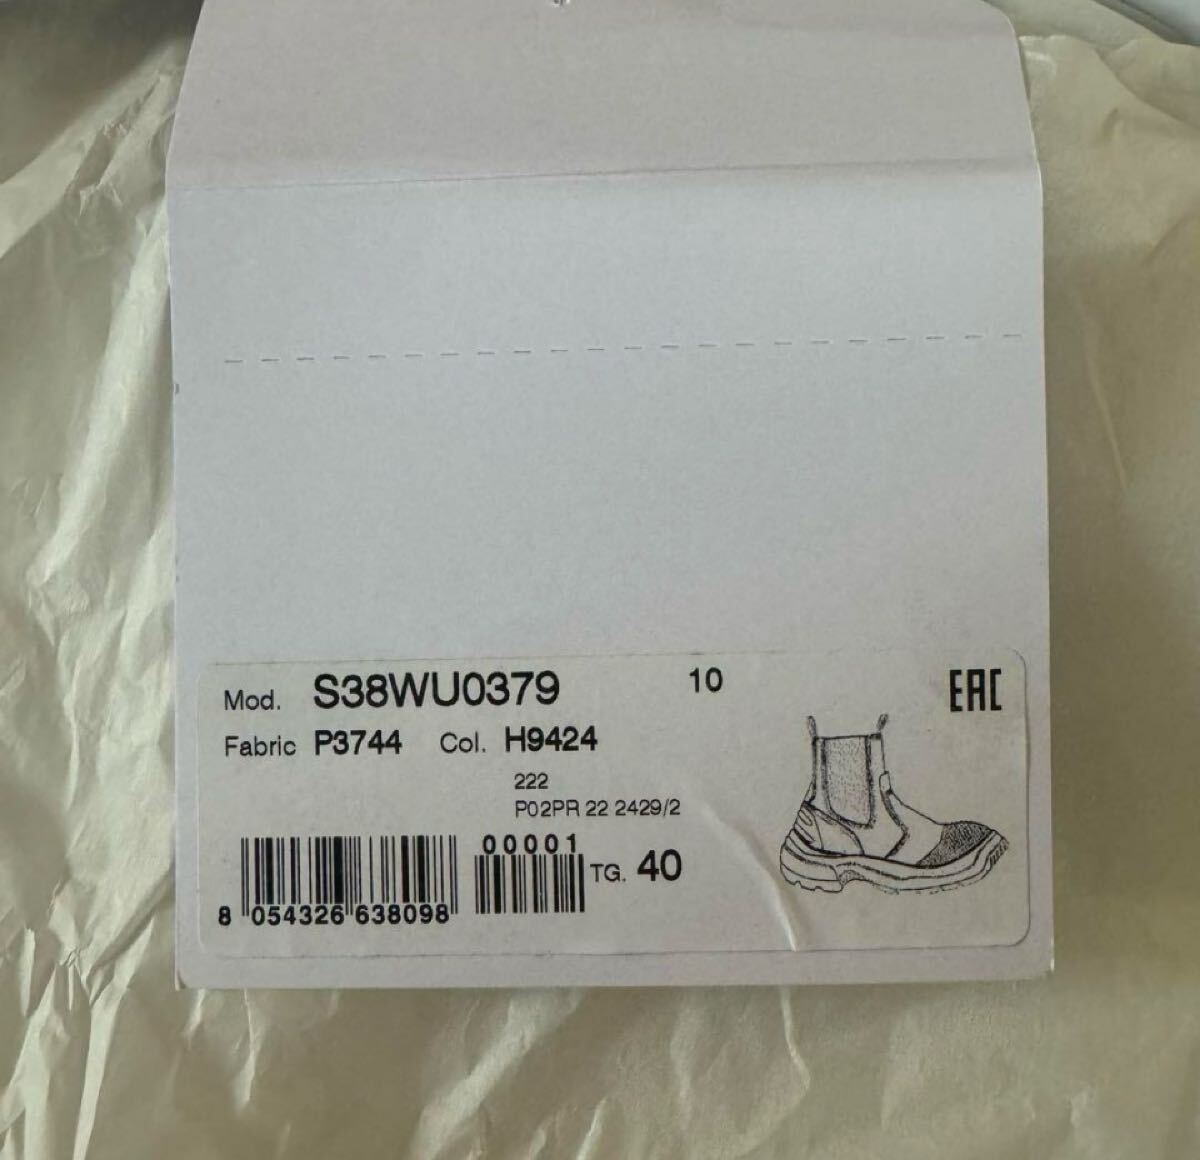 Mod. S38WU0379 10 EAC
Fabric P3744 Col. H9424
222
P02PR 22 2429/2
00001
TG. 40
8 054326 638098